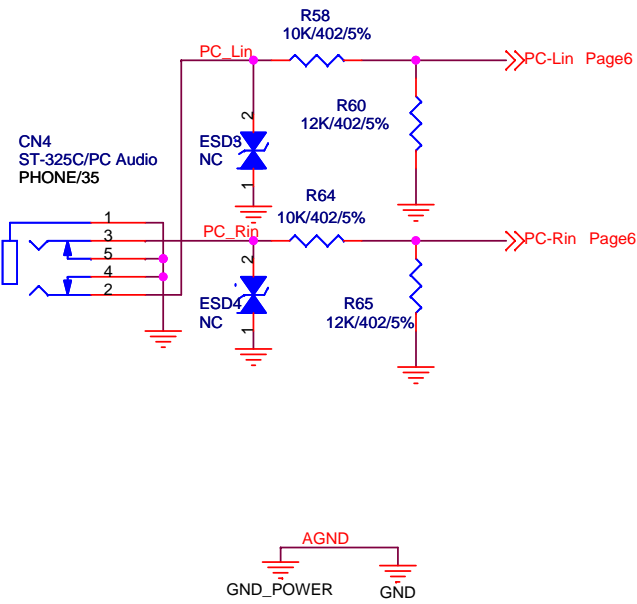 R58
10K/402/5%
PC_Lin
PC-Lin Page6
R60
12K/402/5%
2
ESD3
NC
1
CN4
ST-325C/PC Audio
PHONE/35
R64
10K/402/5%
1
3
5
4
2
PC_Rin
PC-Rin Page6
2
ESD4
NC
1
R65
12K/402/5%
AGND
GND_POWER
GND